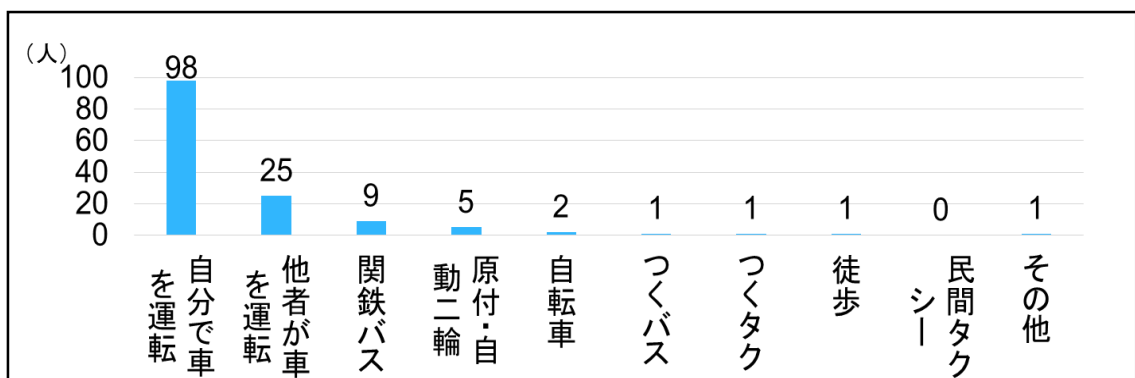 (人)
100
80
60
40
20
0
98
25
9
5
2
1
1
1
0
1
自分で車
を運転
他者が車
を運転
関鉄バス
原付・自
動二輪
自転車
つくバス
つくタク
徒歩
民間タク
シー
その他